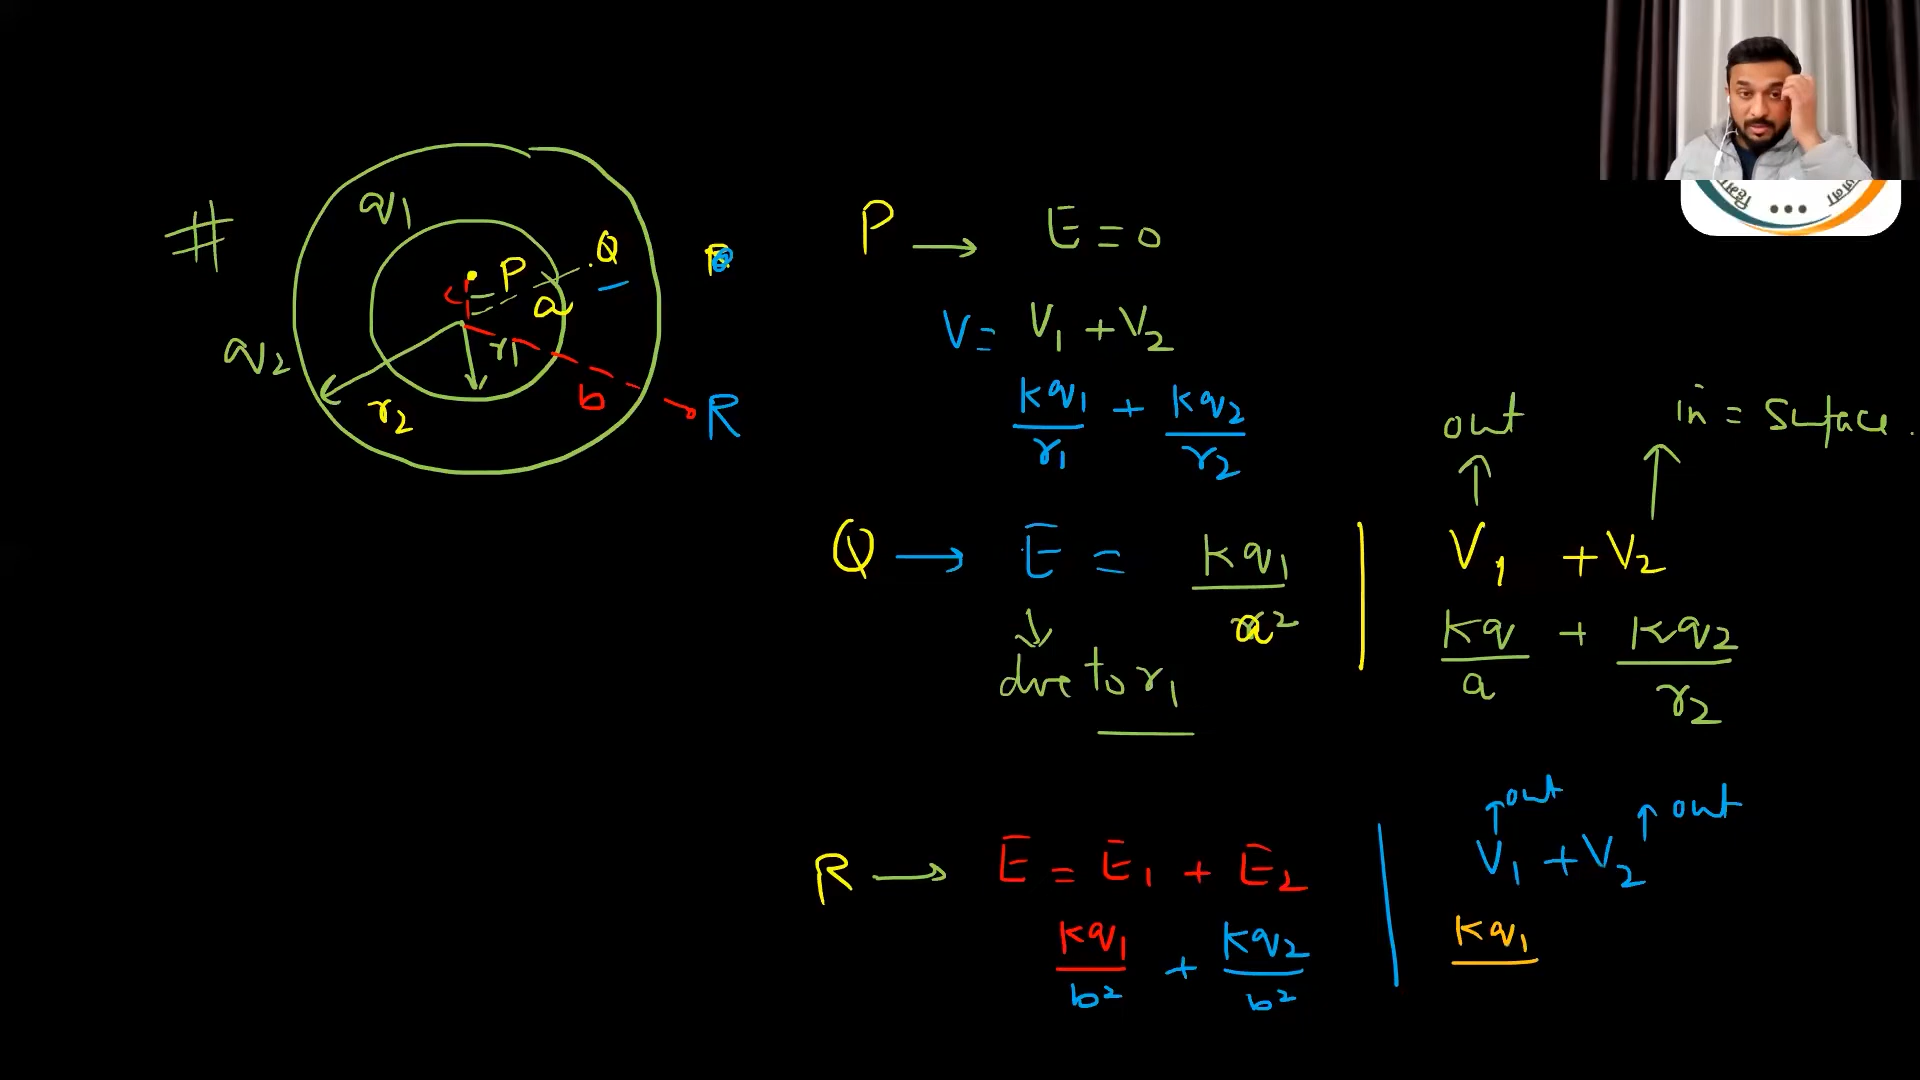 #
q1
q2
P
Q
a
c
r1
r2
b
R
P → E = 0
V = V1 + V2
kq1/r1 + kq2/r2
Q → E = kq1/a²
↓
due to r1
out
in = Surface.
↑ ↑
V1 + V2
kq/a + kq2/r2
R → E = E1 + E2
kq1/b² + kq2/b²
↑out ↑ out
V1 + V2
kq1